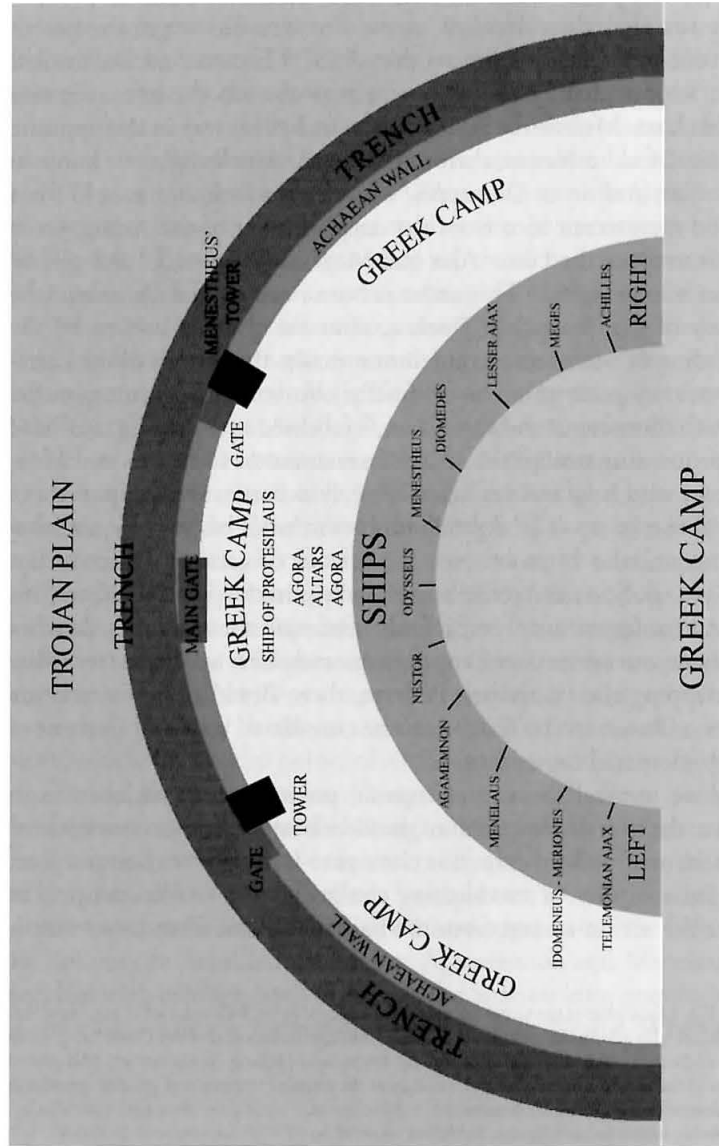 TROJAN PLAIN
TRENCH
MAIN GATE
GREEK CAMP
SHIP OF PROTESILAUS
AGORA
ALTARS
AGORA
SHIPS
GATE
TOWER
GATE
MENESTHEUS'
TOWER
TRENCH
ACHAEAN WALL
GREEK CAMP
TRENCH
ACHAEAN WALL
GREEK CAMP
LEFT
TELEMONIAN AJAX
IDOMENEUS - MERIONES
MENELAUS
AGAMEMNON
NESTOR
ODYSSEUS
MENESTHEUS
DIOMEDES
LESSER AJAX
MEGES
ACHILLES
RIGHT
GREEK CAMP